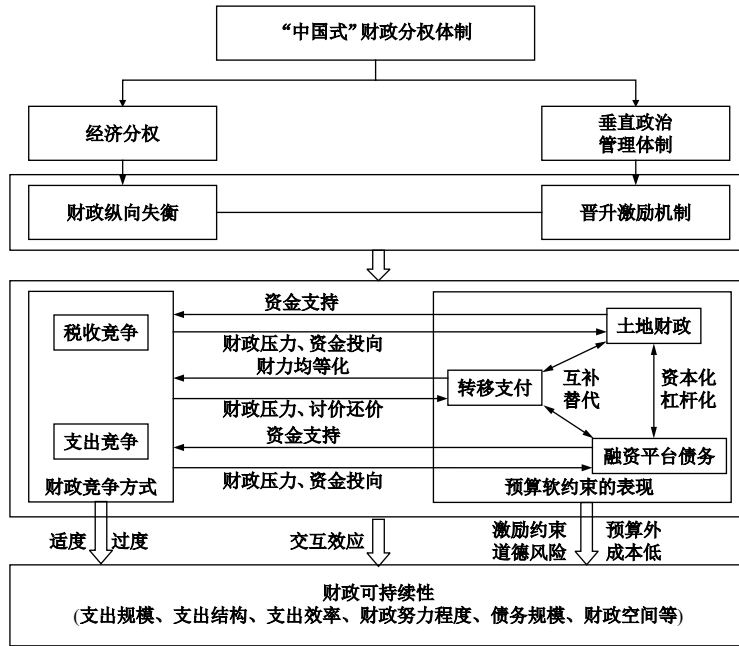 “中国式”财政分权体制
经济分权
垂直政治
管理体制
财政纵向失衡
晋升激励机制
资金支持
税收竞争
土地财政
财政压力、资金投向
财力均等化
转移支付
互补
替代
资本化
杠杆化
财政压力、讨价还价
支出竞争
资金支持
融资平台债务
财政竞争方式
财政压力、资金投向
预算软约束的表现
适度
过度
交互效应
激励约束
道德风险
预算外
成本低
财政可持续性
(支出规模、支出结构、支出效率、财政努力程度、债务规模、财政空间等)